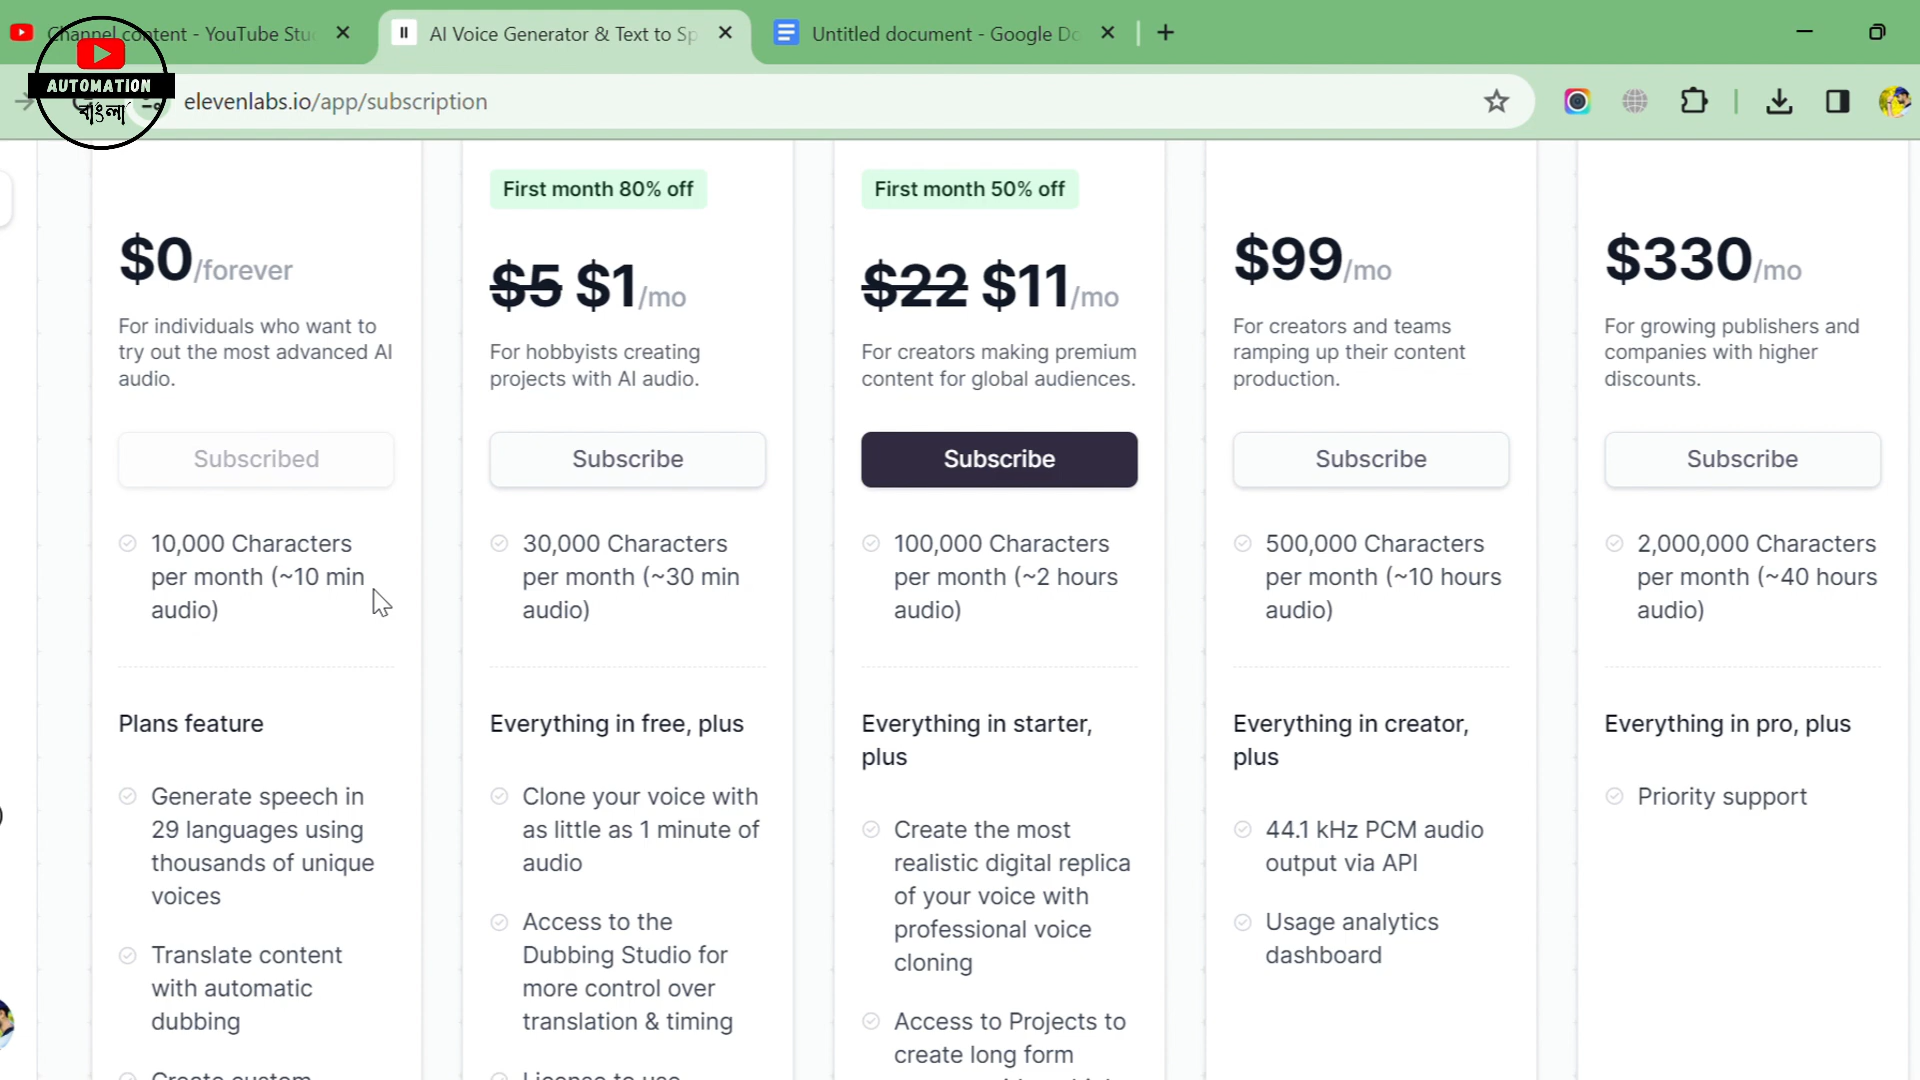 Channel content - YouTube Stu
AI Voice Generator & Text to Sp
Untitled document - Google Do
AUTOMATION
বাংলা
elevenlabs.io/app/subscription
First month 80% off
First month 50% off
$0/forever
$5 $1/mo
$22 $11/mo
$99/mo
$330/mo
For individuals who want to
try out the most advanced AI
audio.
For hobbyists creating
projects with AI audio.
For creators making premium
content for global audiences.
For creators and teams
ramping up their content
production.
For growing publishers and
companies with higher
discounts.
Subscribed
Subscribe
Subscribe
Subscribe
Subscribe
10,000 Characters
per month (~10 min
audio)
30,000 Characters
per month (~30 min
audio)
100,000 Characters
per month (~2 hours
audio)
500,000 Characters
per month (~10 hours
audio)
2,000,000 Characters
per month (~40 hours
audio)
Plans feature
Generate speech in
29 languages using
thousands of unique
voices
Translate content
with automatic
dubbing
Create custom
Everything in free, plus
Clone your voice with
as little as 1 minute of
audio
Access to the
Dubbing Studio for
more control over
translation & timing
License to use
Everything in starter,
plus
Create the most
realistic digital replica
of your voice with
professional voice
cloning
Access to Projects to
create long form
Everything in creator,
plus
44.1 kHz PCM audio
output via API
Usage analytics
dashboard
Everything in pro, plus
Priority support